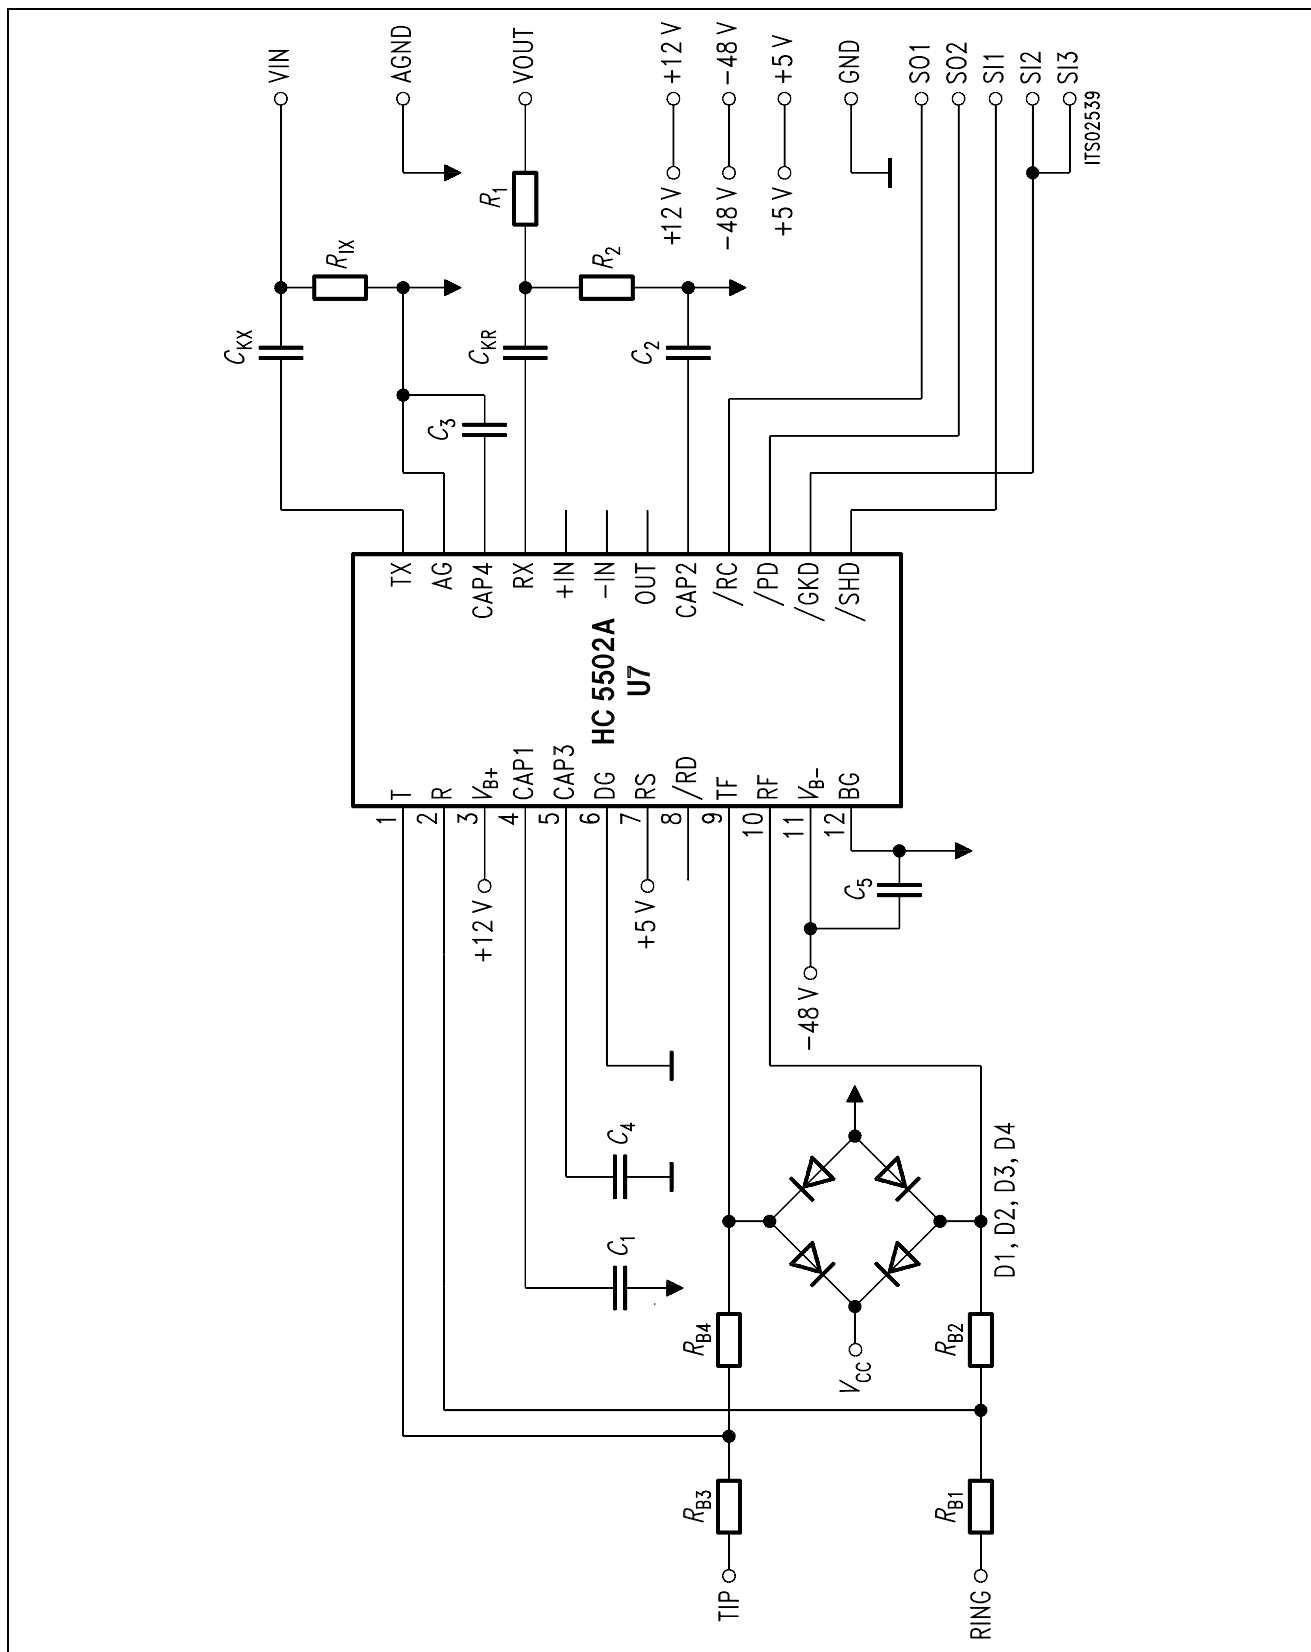 VIN
AGND
VOUT
+12 V
+12 V
−48 V
−48 V
+5 V
+5 V
GND
SO1
SO2
SI1
SI2
SI3
ITS02539
R1
RIX
R2
CKX
CKR
C2
C3
TX
AG
CAP4
RX
+IN
−IN
OUT
CAP2
/RC
/PD
/GKD
/SHD
HC 5502A
U7
T
R
VB+
CAP1
CAP3
DG
RS
/RD
TF
RF
VB−
BG
1
2
3
4
5
6
7
8
9
10
11
12
+12 V
+5 V
−48 V
C5
C4
C1
D1, D2, D3, D4
RB4
RB2
VCC
RB3
RB1
TIP
RING